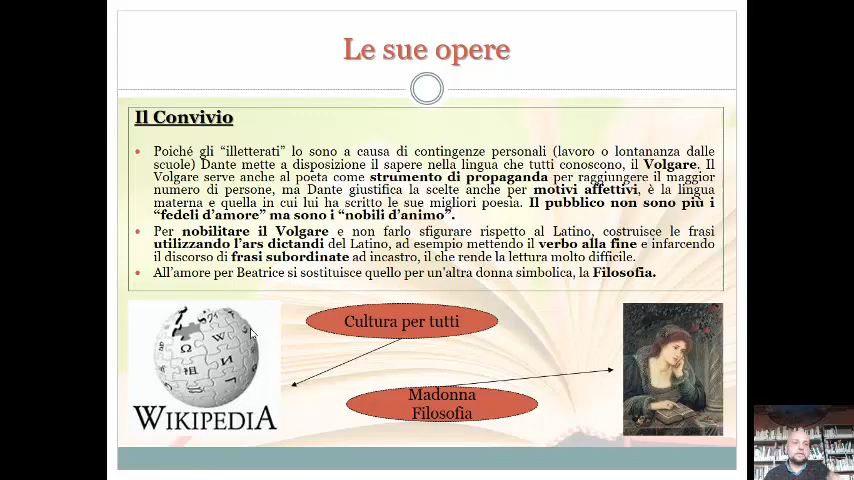 Le sue opere
Il Convivio
Poiché gli “illetterati” lo sono a causa di contingenze personali (lavoro o lontananza dalle
scuole) Dante mette a disposizione il sapere nella lingua che tutti conoscono, il Volgare. Il
Volgare serve anche al poeta come strumento di propaganda per raggiungere il maggior
numero di persone, ma Dante giustifica la scelte anche per motivi affettivi, è la lingua
materna e quella in cui lui ha scritto le sue migliori poesia. Il pubblico non sono più i
“fedeli d’amore” ma sono i “nobili d’animo”.
Per nobilitare il Volgare e non farlo sfigurare rispetto al Latino, costruisce le frasi
utilizzando l’ars dictandi del Latino, ad esempio mettendo il verbo alla fine e infarcendo
il discorso di frasi subordinate ad incastro, il che rende la lettura molto difficile.
All’amore per Beatrice si sostituisce quello per un’altra donna simbolica, la Filosofia.
Cultura per tutti
Madonna
Filosofia
WIKIPEDIA